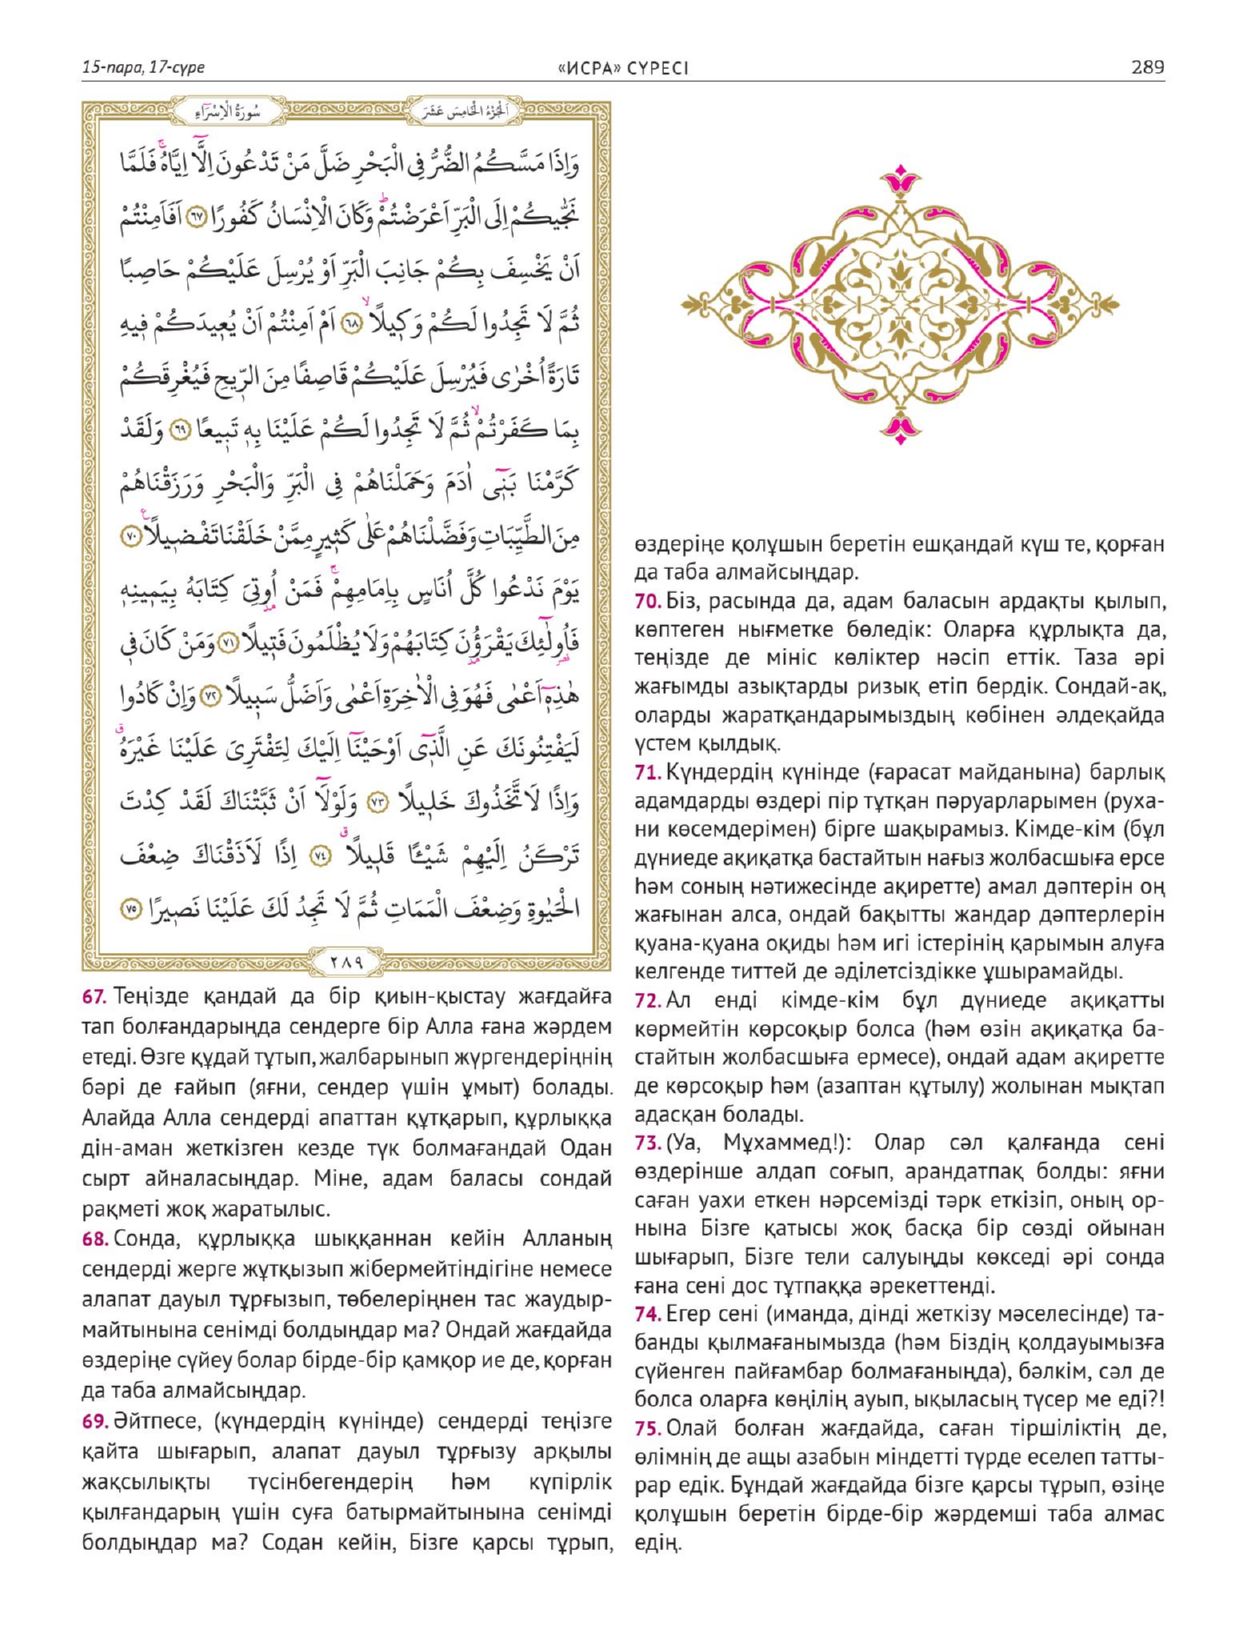 15-пара, 17-сүре
«ИСРА» СҮРЕСІ
289
اَلْجُزْءُ الْخَامِسَ عَشَرَ
سُورَةُ الْاِسْرَٓاءِ
وَاِذَا مَسَّكُمُ الضُّرُّ فِي الْبَحْرِ ضَلَّ مَنْ تَدْعُونَ اِلَّٓا اِيَّاهُۚ فَلَمَّا
نَجّٰيكُمْ اِلَى الْبَرِّ اَعْرَضْتُمْۜ وَكَانَ الْاِنْسَانُ كَفُورًا ﴿٦٧﴾ اَفَاَمِنْتُمْ
اَنْ يَخْسِفَ بِكُمْ جَانِبَ الْبَرِّ اَوْ يُرْسِلَ عَلَيْكُمْ حَاصِبًا
ثُمَّ لَا تَجِدُوا لَكُمْ وَكِيلًاۙ ﴿٦٨﴾ اَمْ اَمِنْتُمْ اَنْ يُعِيدَكُمْ فِيهِ
تَارَةً اُخْرٰى فَيُرْسِلَ عَلَيْكُمْ قَاصِفًا مِنَ الرِّيحِ فَيُغْرِقَكُمْ
بِمَا كَفَرْتُمْۙ ثُمَّ لَا تَجِدُوا لَكُمْ عَلَيْنَا بِهِ تَبِيعًا ﴿٦٩﴾ وَلَقَدْ
كَرَّمْنَا بَنِٓي اٰدَمَ وَحَمَلْنَاهُمْ فِي الْبَرِّ وَالْبَحْرِ وَرَزَقْنَاهُمْ
مِنَ الطَّيِّبَاتِ وَفَضَّلْنَاهُمْ عَلٰى كَثِيرٍ مِمَّنْ خَلَقْنَا تَفْضِيلًاࣖ ﴿٧٠﴾
يَوْمَ نَدْعُوا كُلَّ اُنَاسٍ بِاِمَامِهِمْۚ فَمَنْ اُو۫تِيَ كِتَابَهُ بِيَمِينِهِ
فَاُو۬لٰٓئِكَ يَقْرَؤُ۫نَ كِتَابَهُمْ وَلَا يُظْلَمُونَ فَتِيلًا ﴿٧١﴾ وَمَنْ كَانَ فِي
هٰذِهِٓ اَعْمٰى فَهُوَ فِي الْاٰخِرَةِ اَعْمٰى وَاَضَلُّ سَبِيلًا ﴿٧٢﴾ وَاِنْ كَادُوا
لَيَفْتِنُونَكَ عَنِ الَّذِٓي اَوْحَيْنَٓا اِلَيْكَ لِتَفْتَرِيَ عَلَيْنَا غَيْرَهُۗ
وَاِذًا لَاتَّخَذُوكَ خَلِيلًا ﴿٧٣﴾ وَلَوْلَٓا اَنْ ثَبَّتْنَاكَ لَقَدْ كِدْتَ
تَرْكَنُ اِلَيْهِمْ شَيْـًٔا قَلِيلًاۗ ﴿٧٤﴾ اِذًا لَاَذَقْنَاكَ ضِعْفَ
الْحَيٰوةِ وَضِعْفَ الْمَمَاتِ ثُمَّ لَا تَجِدُ لَكَ عَلَيْنَا نَصِيرًا ﴿٧٥﴾
٢٨٩
67. Теңізде қандай да бір қиын-қыстау жағдайға
тап болғандарыңда сендерге бір Алла ғана жәрдем
етеді. Өзге құдай тұтып, жалбарынып жүргендеріңнің
бәрі де ғайып (яғни, сендер үшін ұмыт) болады.
Алайда Алла сендерді апаттан құтқарып, құрлыққа
дін-аман жеткізген кезде түк болмағандай Одан
сырт айналасыңдар. Міне, адам баласы сондай
рақметі жоқ жаратылыс.
68. Сонда, құрлыққа шыққаннан кейін Алланың
сендерді жерге жұтқызып жібермейтіндігіне немесе
алапат дауыл тұрғызып, төбелеріңнен тас жаудыр-
майтынына сенімді болдыңдар ма? Ондай жағдайда
өздеріңе сүйеу болар бірде-бір қамқор ие де, қорған
да таба алмайсыңдар.
69. Әйтпесе, (күндердің күнінде) сендерді теңізге
қайта шығарып, алапат дауыл тұрғызу арқылы
жақсылықты түсінбегендерің һәм күпірлік
қылғандарың үшін суға батырмайтынына сенімді
болдыңдар ма? Содан кейін, Бізге қарсы тұрып,
өздеріңе қолұшын беретін ешқандай күш те, қорған
да таба алмайсыңдар.
70. Біз, расында да, адам баласын ардақты қылып,
көптеген нығметке бөледік: Оларға құрлықта да,
теңізде де мініс көліктер нәсіп еттік. Таза әрі
жағымды азықтарды ризық етіп бердік. Сондай-ақ,
оларды жаратқандарымыздың көбінен әлдеқайда
үстем қылдық.
71. Күндердің күнінде (ғарасат майданына) барлық
адамдарды өздері пір тұтқан пәруарларымен (руха-
ни көсемдерімен) бірге шақырамыз. Кімде-кім (бұл
дүниеде ақиқатқа бастайтын нағыз жолбасшыға ерсе
һәм соның нәтижесінде ақиретте) амал дәптерін оң
жағынан алса, ондай бақытты жандар дәптерлерін
қуана-қуана оқиды һәм игі істерінің қарымын алуға
келгенде титтей де әділетсіздікке ұшырамайды.
72. Ал енді кімде-кім бұл дүниеде ақиқатты
көрмейтін көрсоқыр болса (һәм өзін ақиқатқа ба-
стайтын жолбасшыға ермесе), ондай адам ақиретте
де көрсоқыр һәм (азаптан құтылу) жолынан мықтап
адасқан болады.
73. (Уа, Мұхаммед!): Олар сәл қалғанда сені
өздерінше алдап соғып, арандатпақ болды: яғни
саған уахи еткен нәрсемізді тәрк еткізіп, оның ор-
нына Бізге қатысы жоқ басқа бір сөзді ойынан
шығарып, Бізге тели салуыңды көкседі әрі сонда
ғана сені дос тұтпаққа әрекеттенді.
74. Егер сені (иманда, дінді жеткізу мәселесінде) та-
банды қылмағанымызда (һәм Біздің қолдауымызға
сүйенген пайғамбар болмағаныңда), бәлкім, сәл де
болса оларға көңілің ауып, ықыласың түсер ме еді?!
75. Олай болған жағдайда, саған тіршіліктің де,
өлімнің де ащы азабын міндетті түрде еселеп татты-
рар едік. Бұндай жағдайда бізге қарсы тұрып, өзіңе
қолұшын беретін бірде-бір жәрдемші таба алмас
едің.